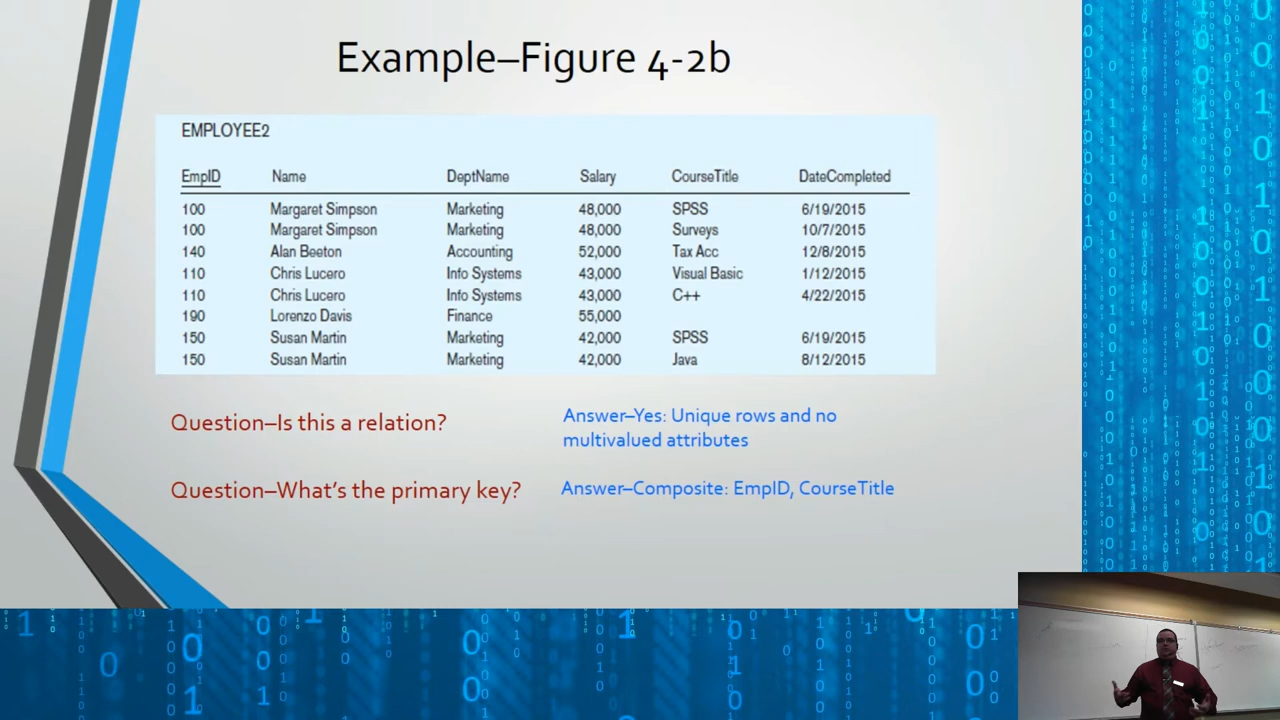 Example–Figure 4-2b
EMPLOYEE2
EmpID Name DeptName Salary CourseTitle DateCompleted
100 Margaret Simpson Marketing 48,000 SPSS 6/19/2015
100 Margaret Simpson Marketing 48,000 Surveys 10/7/2015
140 Alan Beeton Accounting 52,000 Tax Acc 12/8/2015
110 Chris Lucero Info Systems 43,000 Visual Basic 1/12/2015
110 Chris Lucero Info Systems 43,000 C++ 4/22/2015
190 Lorenzo Davis Finance 55,000
150 Susan Martin Marketing 42,000 SPSS 6/19/2015
150 Susan Martin Marketing 42,000 Java 8/12/2015
Question–Is this a relation?
Answer–Yes: Unique rows and no
multivalued attributes
Question–What's the primary key?
Answer–Composite: EmpID, CourseTitle